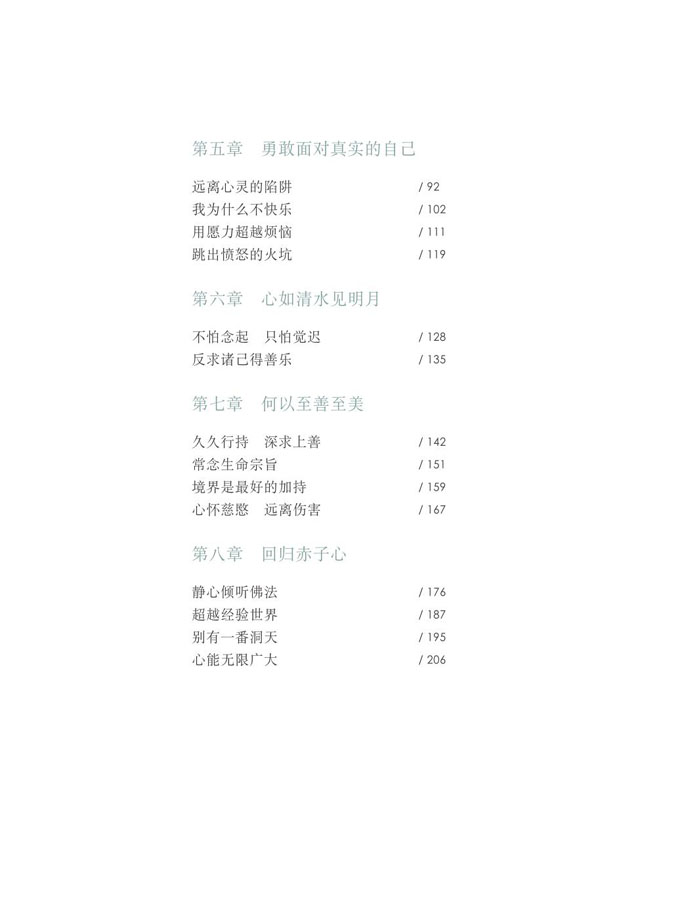 第五章　勇敢面对真实的自己
远离心灵的陷阱 / 92
我为什么不快乐 / 102
用愿力超越烦恼 / 111
跳出愤怒的火坑 / 119
第六章　心如清水见明月
不怕念起　只怕觉迟 / 128
反求诸己得善乐 / 135
第七章　何以至善至美
久久行持　深求上善 / 142
常念生命宗旨 / 151
境界是最好的加持 / 159
心怀慈愍　远离伤害 / 167
第八章　回归赤子心
静心倾听佛法 / 176
超越经验世界 / 187
别有一番洞天 / 195
心能无限广大 / 206